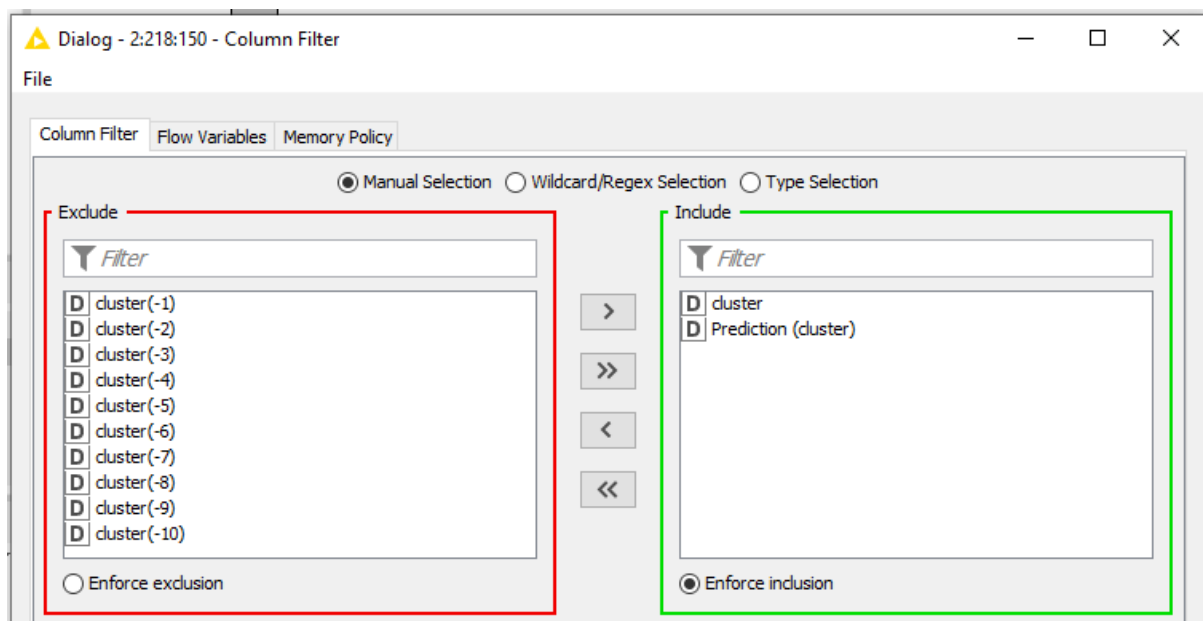 Dialog - 2:218:150 - Column Filter
File
Column Filter Flow Variables Memory Policy
Manual Selection Wildcard/Regex Selection Type Selection
Exclude
Filter
D cluster(-1)
D cluster(-2)
D cluster(-3)
D cluster(-4)
D cluster(-5)
D cluster(-6)
D cluster(-7)
D cluster(-8)
D cluster(-9)
D cluster(-10)
Enforce exclusion
>
>>
<
<<
Include
Filter
D cluster
D Prediction (cluster)
Enforce inclusion